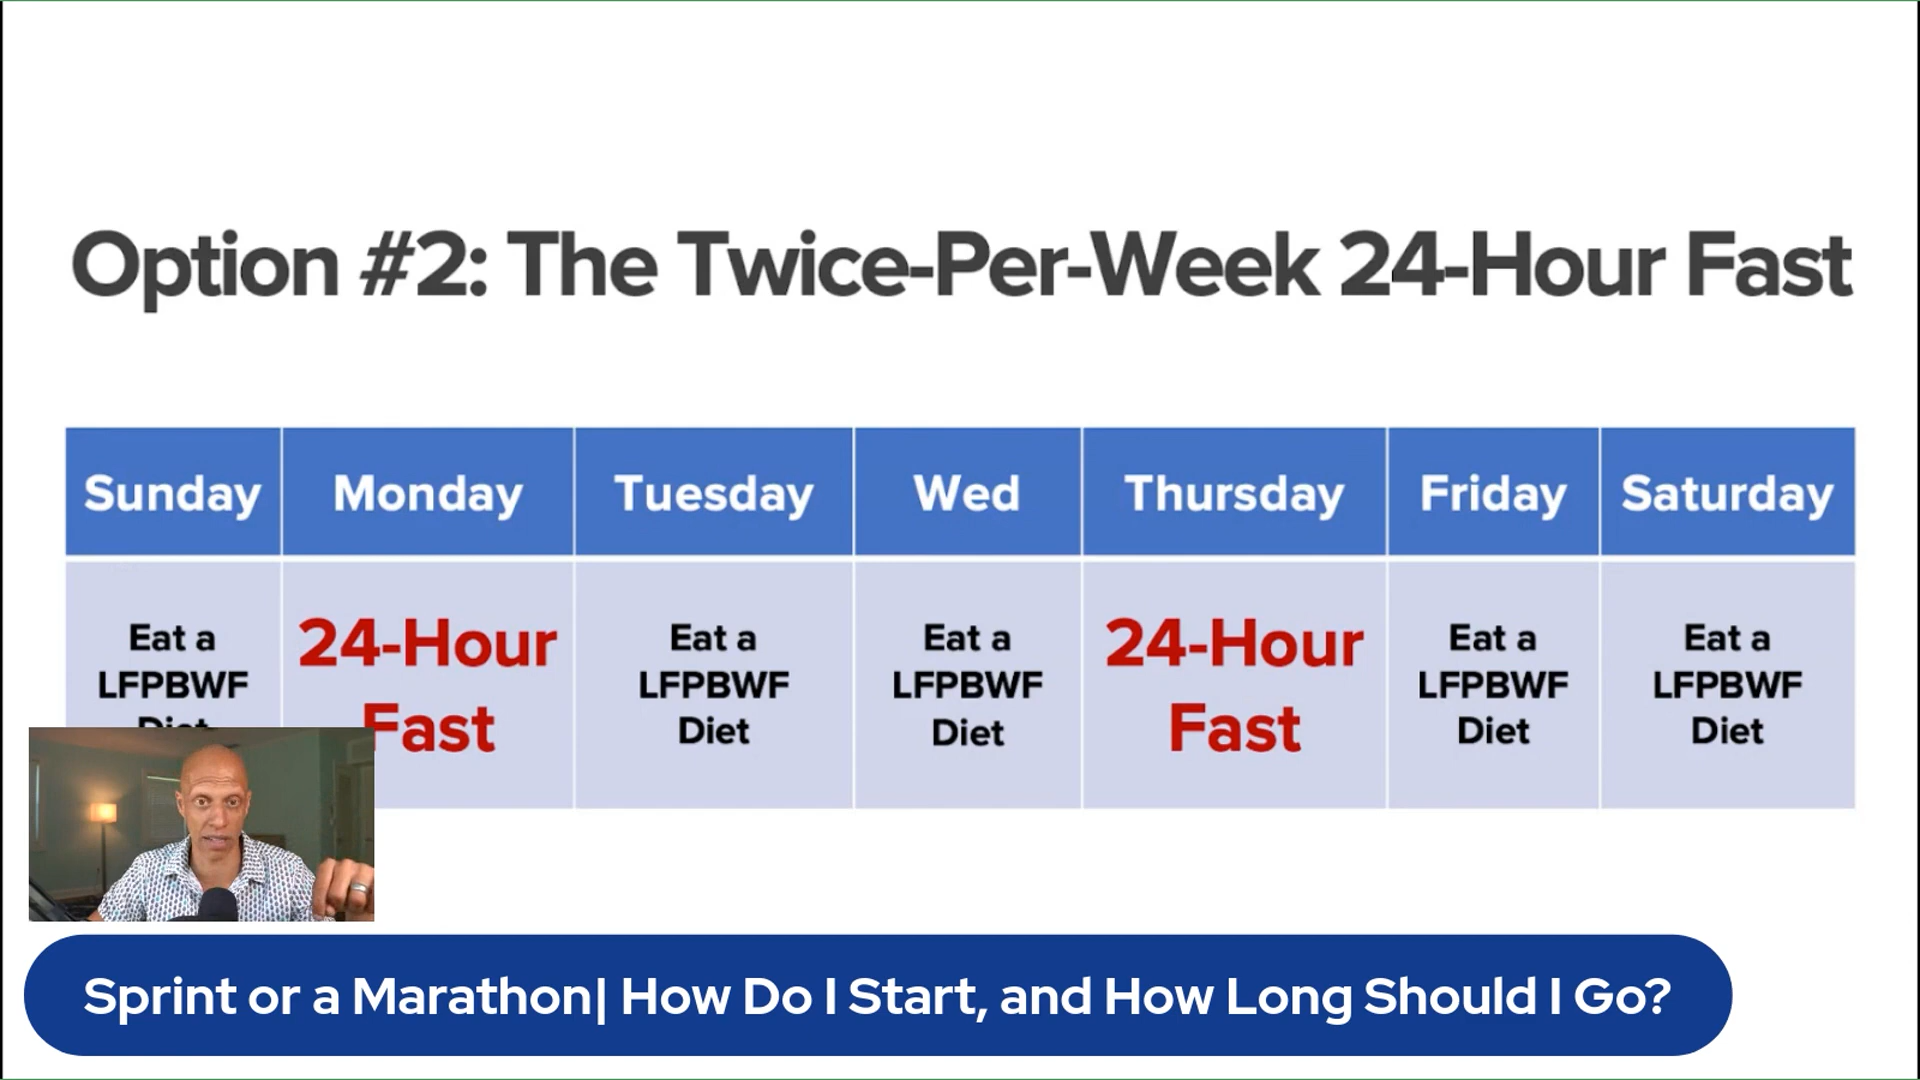 Option #2: The Twice-Per-Week 24-Hour Fast
Sunday Monday Tuesday Wed Thursday Friday Saturday
Eat a
LFPBWF
Diet
24-Hour
Fast
Eat a
LFPBWF
Diet
Eat a
LFPBWF
Diet
24-Hour
Fast
Eat a
LFPBWF
Diet
Eat a
LFPBWF
Diet
Sprint or a Marathon| How Do I Start, and How Long Should I Go?